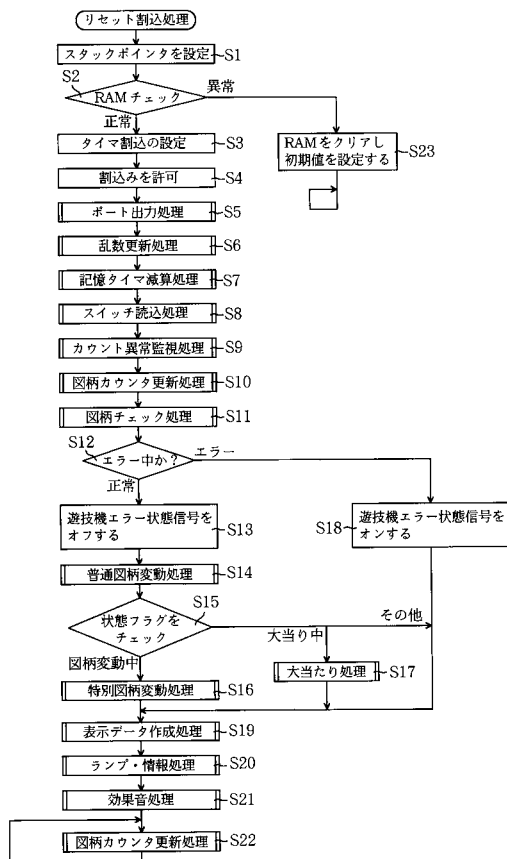 リセット割込処理
スタックポインタを設定
S1
S2
RAMチェック
異常
正常
タイマ割込の設定
S3
RAMをクリアし
初期値を設定する
S23
割込みを許可
S4
ポート出力処理
S5
乱数更新処理
S6
記憶タイマ減算処理
S7
スイッチ読込処理
S8
カウント異常監視処理
S9
図柄カウンタ更新処理
S10
図柄チェック処理
S11
S12
エラー中か?
エラー
正常
遊技機エラー状態信号を
オフする
S13
S18
遊技機エラー状態信号を
オンする
普通図柄変動処理
S14
状態フラグを
チェック
S15
その他
大当り中
図柄変動中
大当たり処理
S17
特別図柄変動処理
S16
表示データ作成処理
S19
ランプ・情報処理
S20
効果音処理
S21
図柄カウンタ更新処理
S22